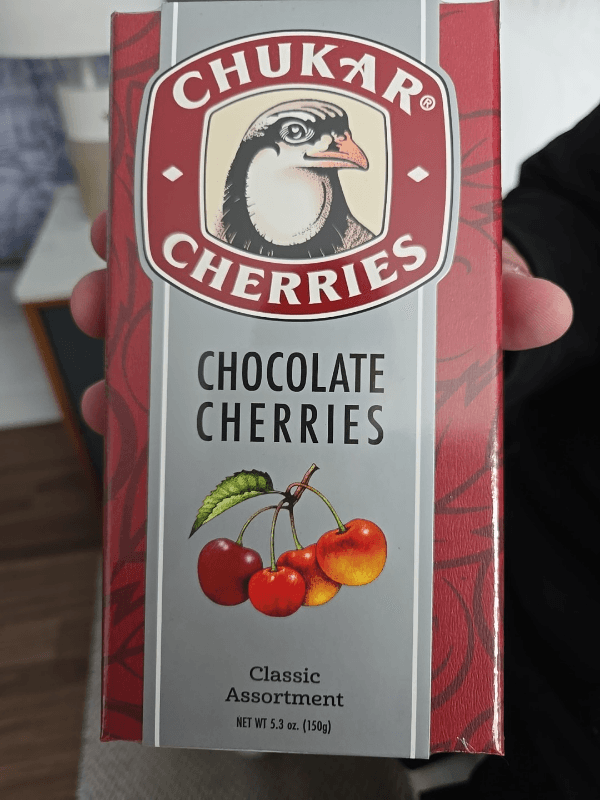 CHUKAR®
CHERRIES
CHOCOLATE
CHERRIES
Classic
Assortment
NET WT 5.3 oz. (150g)